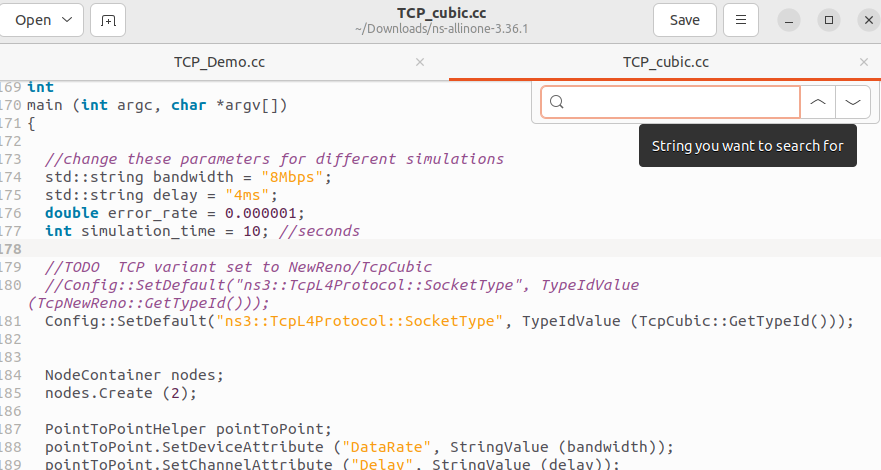 Open
TCP_cubic.cc
~/Downloads/ns-allinone-3.36.1
Save
TCP_Demo.cc
TCP_cubic.cc
String you want to search for
169 int
170 main (int argc, char *argv[])
171 {
172
173   //change these parameters for different simulations
174   std::string bandwidth = "8Mbps";
175   std::string delay = "4ms";
176   double error_rate = 0.000001;
177   int simulation_time = 10; //seconds
178
179   //TODO  TCP variant set to NewReno/TcpCubic
180   //Config::SetDefault("ns3::TcpL4Protocol::SocketType", TypeIdValue
(TcpNewReno::GetTypeId()));
181   Config::SetDefault("ns3::TcpL4Protocol::SocketType", TypeIdValue (TcpCubic::GetTypeId()));
182
183
184   NodeContainer nodes;
185   nodes.Create (2);
186
187   PointToPointHelper pointToPoint;
188   pointToPoint.SetDeviceAttribute ("DataRate", StringValue (bandwidth));
189   pointToPoint.SetChannelAttribute ("Delay", StringValue (delay));